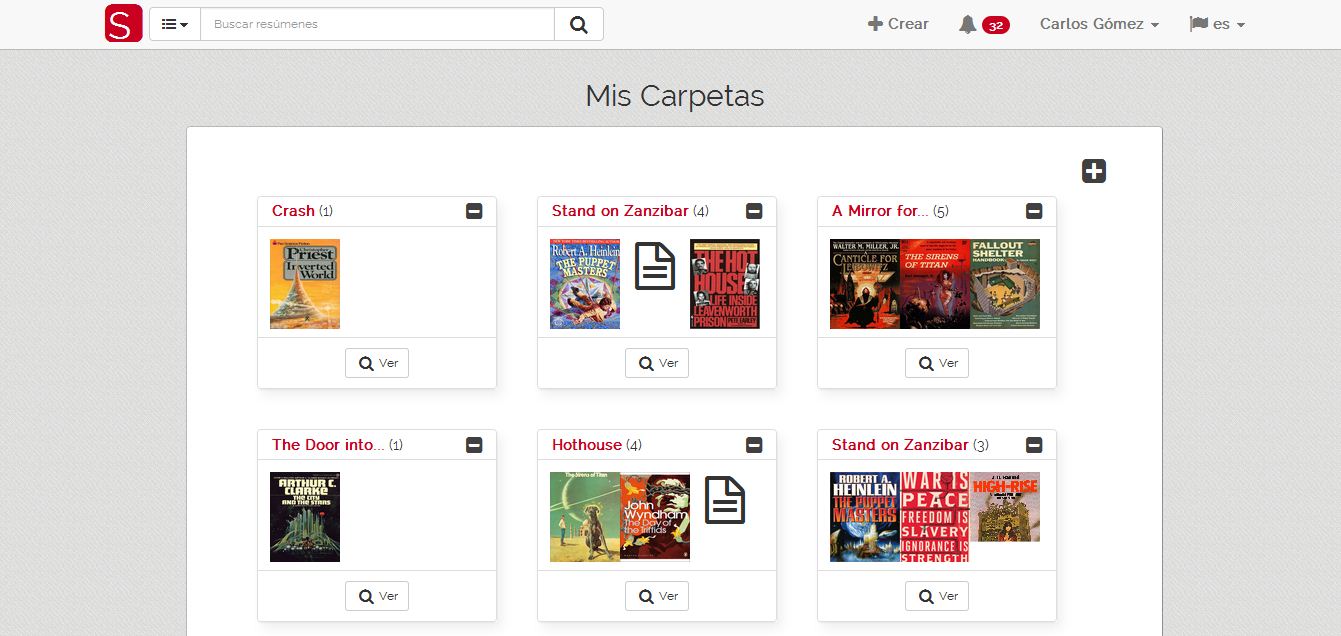 S
Buscar resúmenes
Crear
32
Carlos Gómez
es
Mis Carpetas
Crash (1)
Stand on Zanzibar (4)
A Mirror for... (5)
Christopher
Priest
Inverted
World
Robert A. Heinlein
THE PUPPET
MASTERS
THE HOT
HOUSE
LIFE INSIDE
LEAVENWORTH
PRISON
PETE EARLEY
WALTER M. MILLER, JR.
A
CANTICLE FOR
LEIBOWITZ
THE SIRENS
OF TITAN
FALLOUT
SHELTER
HANDBOOK
Ver
Ver
Ver
The Door into... (1)
Hothouse (4)
Stand on Zanzibar (3)
ARTHUR C.
CLARKE
THE CITY
AND THE STARS
The Sirens of Titan
John
Wyndham
The Day of
the Triffids
ROBERT A.
HEINLEIN
THE PUPPET
MASTERS
WAR IS
PEACE
FREEDOM IS
SLAVERY
IGNORANCE IS
STRENGTH
HIGH-RISE
Ver
Ver
Ver